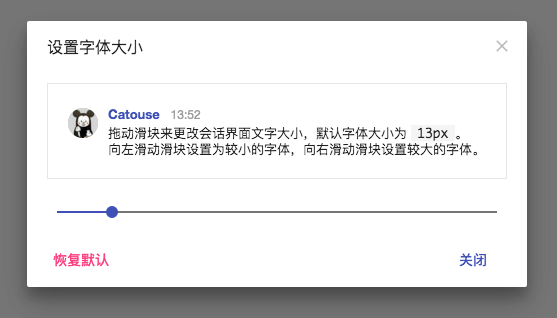 设置字体大小
Catouse 13:52
拖动滑块来更改会话界面文字大小，默认字体大小为 13px 。
向左滑动滑块设置为较小的字体，向右滑动滑块设置较大的字体。
恢复默认 关闭